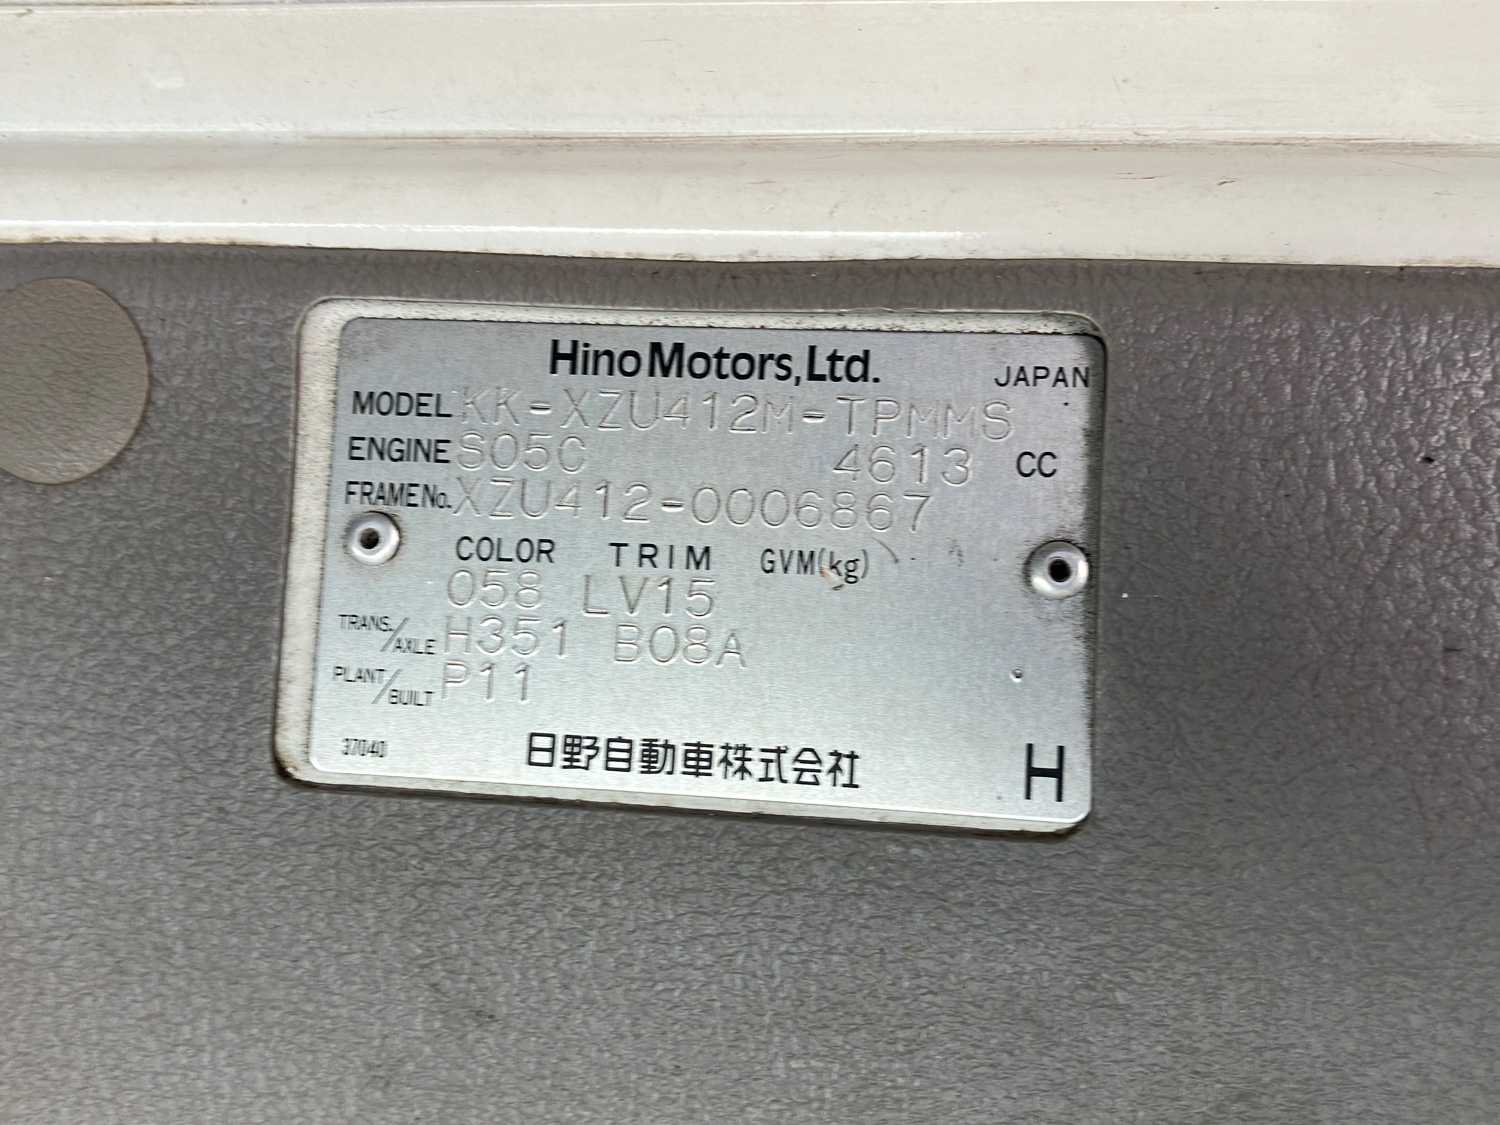 Hino Motors, Ltd.
JAPAN
MODEL KK-XZU412M-TPMMS
ENGINE S05C 4613 CC
FRAME No. XZU412-0006867
COLOR TRIM GVM(kg)
058 LV15
TRANS./AXLE H351 B08A
PLANT/BUILT P11
37040 日野自動車株式会社 H